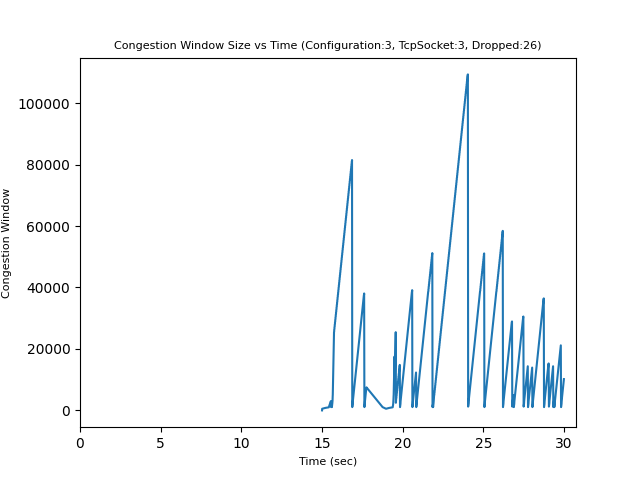 Congestion Window Size vs Time (Configuration:3, TcpSocket:3, Dropped:26)
100000
80000
60000
40000
20000
0
Congestion Window
0 5 10 15 20 25 30
Time (sec)